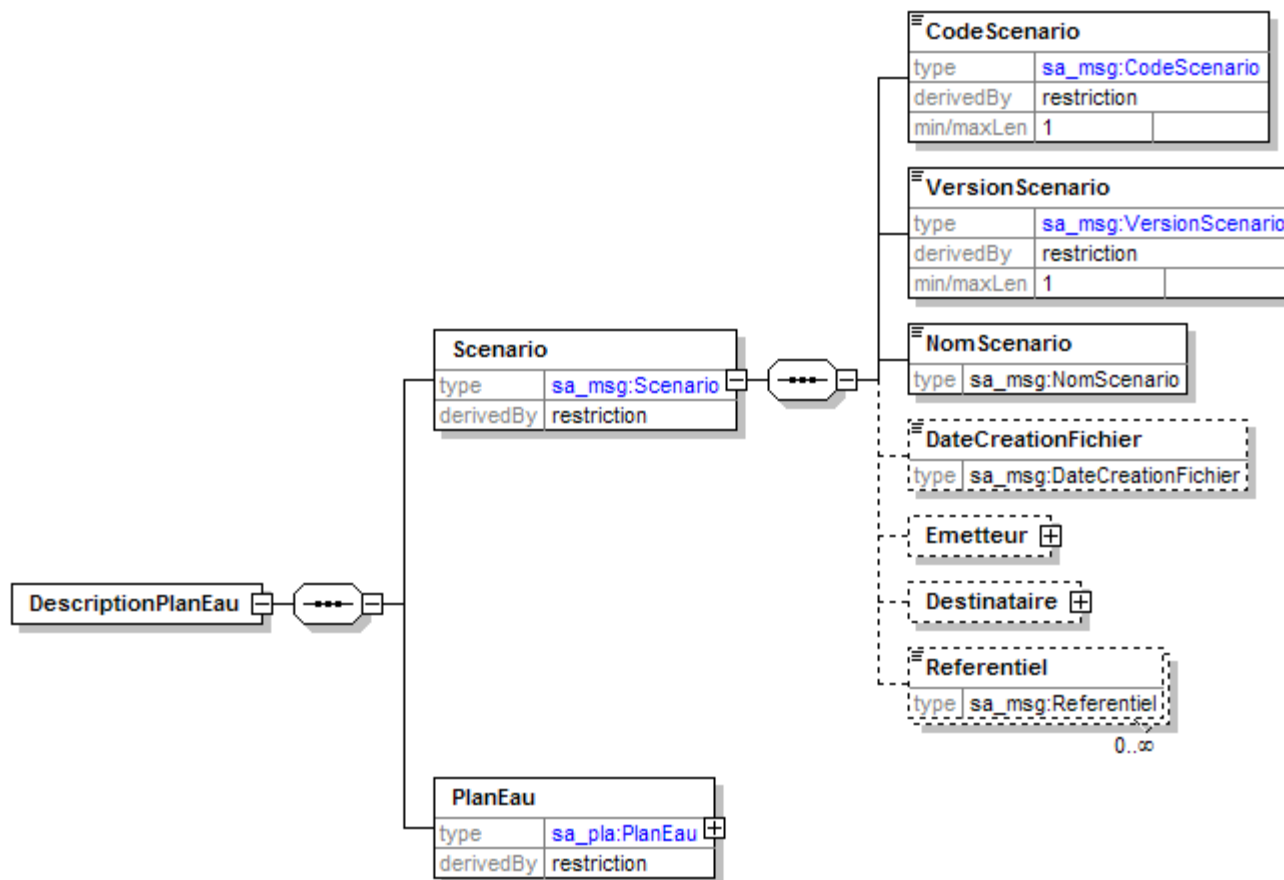 CodeScenario
type sa_msg:CodeScenario
derivedBy restriction
min/maxLen 1
VersionScenario
type sa_msg:VersionScenario
derivedBy restriction
min/maxLen 1
Scenario
type sa_msg:Scenario
derivedBy restriction
NomScenario
type sa_msg:NomScenario
DateCreationFichier
type sa_msg:DateCreationFichier
Emetteur
DescriptionPlanEau
Destinataire
Referentiel
type sa_msg:Referentiel
0..∞
PlanEau
type sa_pla:PlanEau
derivedBy restriction